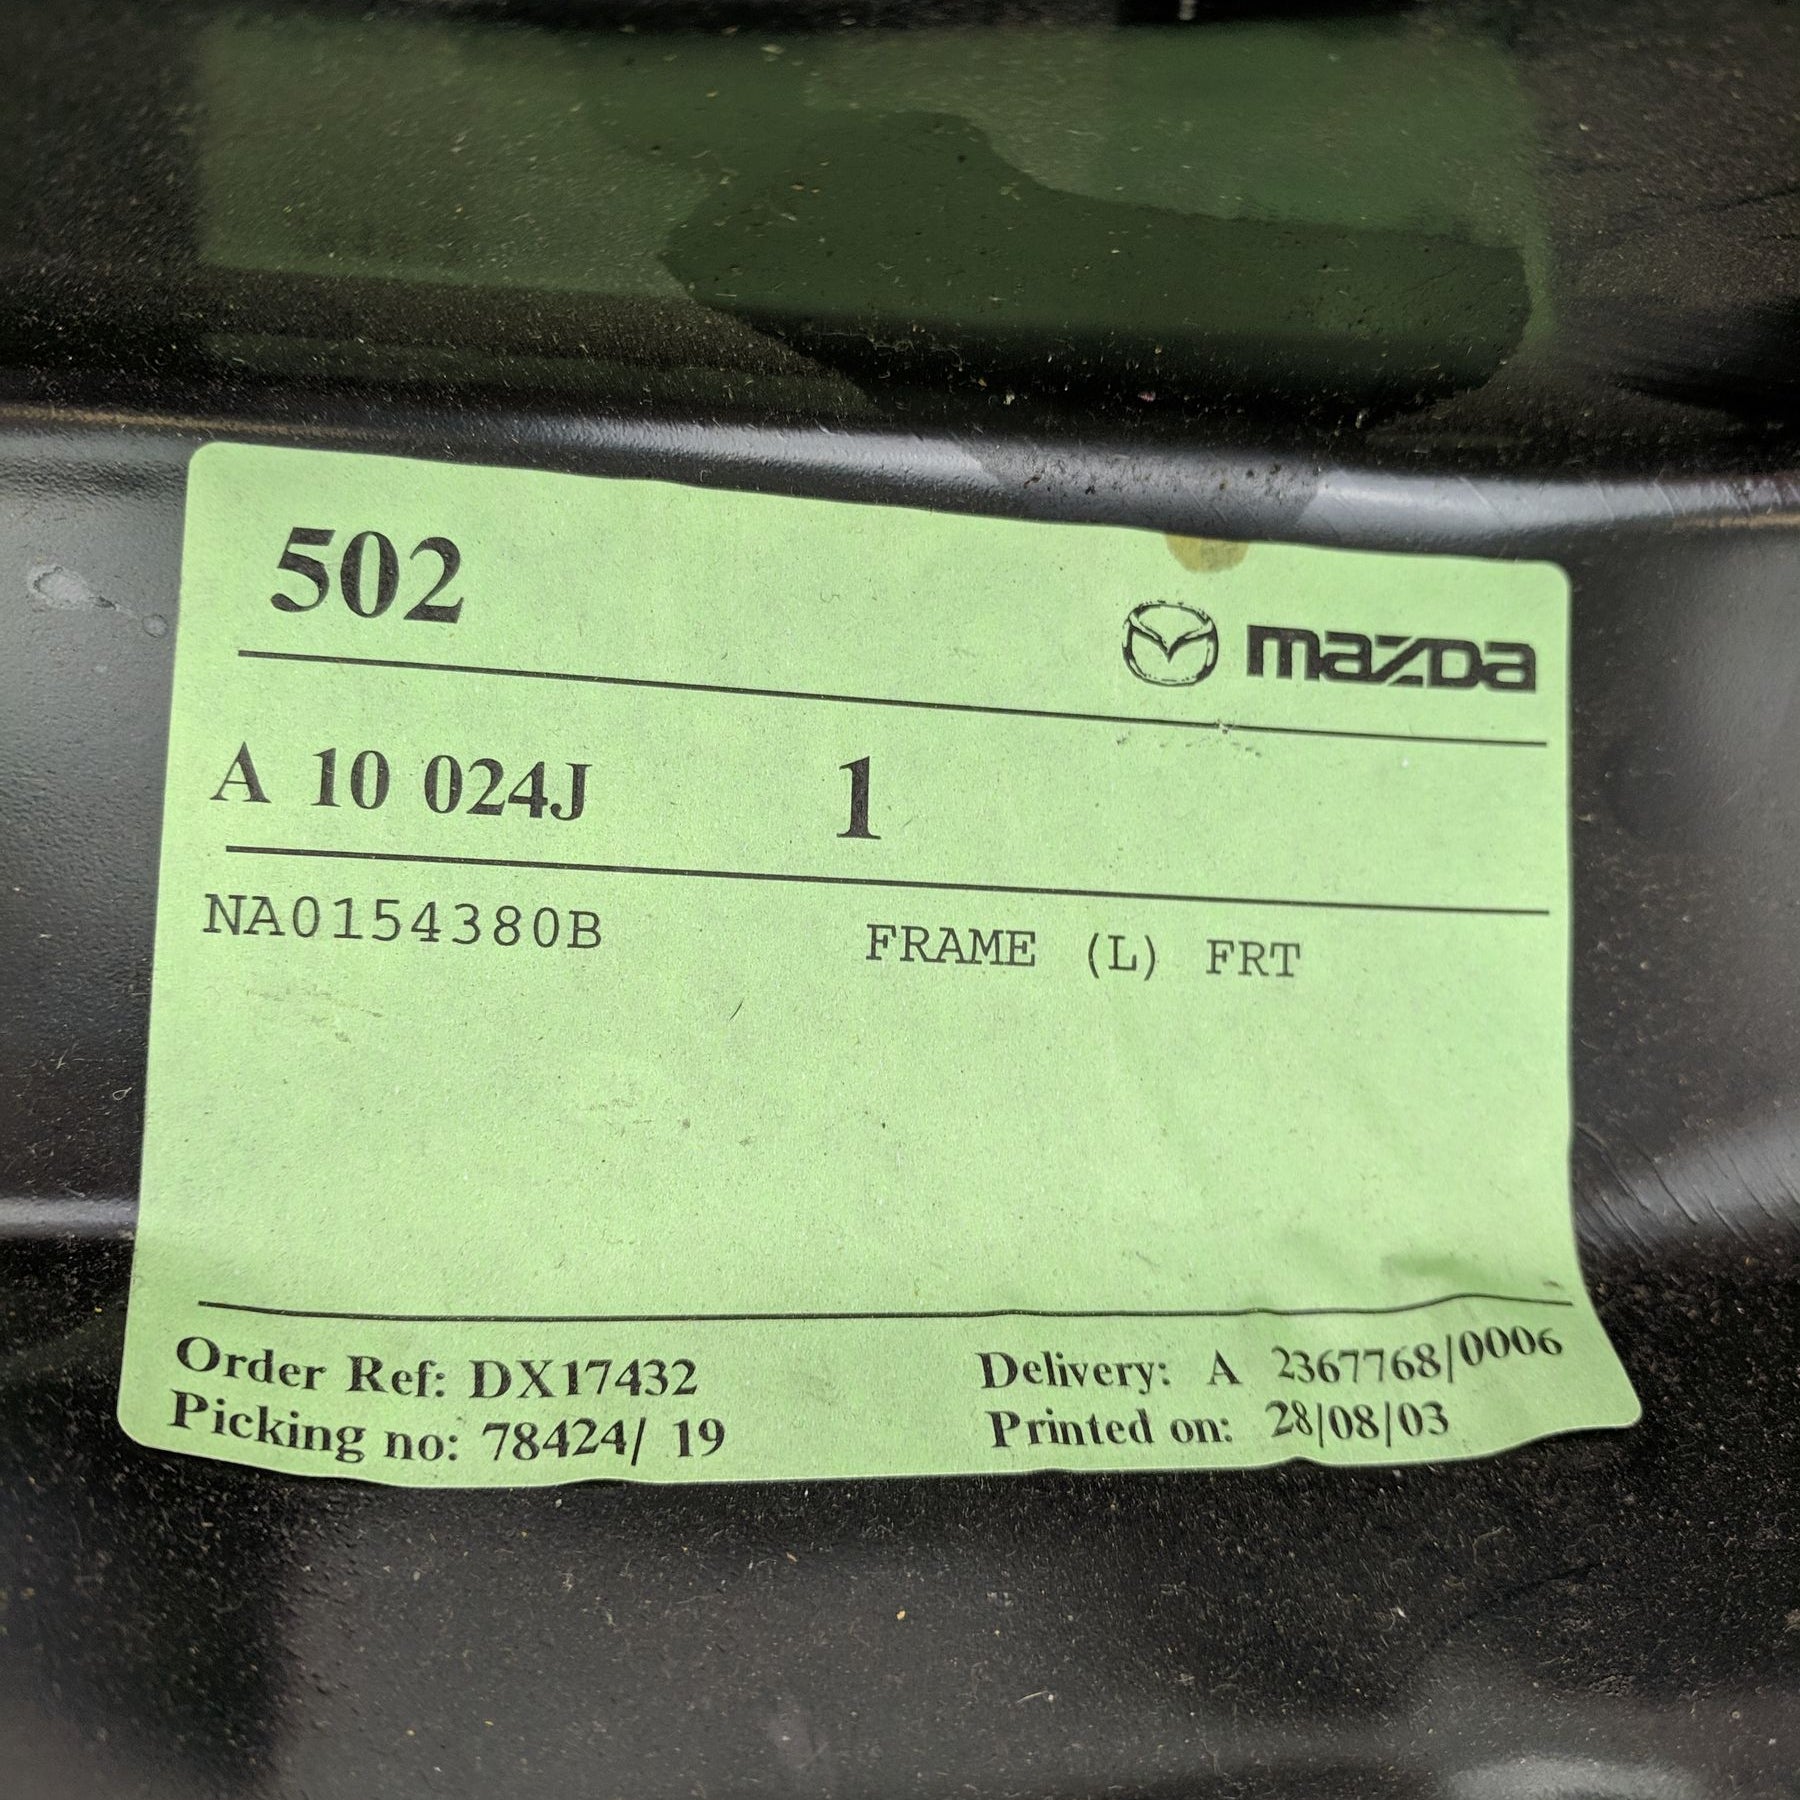 502
mazda
A 10 024J 1
NA0154380B FRAME (L) FRT
Order Ref: DX17432 Delivery: A 2367768/0006
Picking no: 78424/ 19 Printed on: 28/08/03